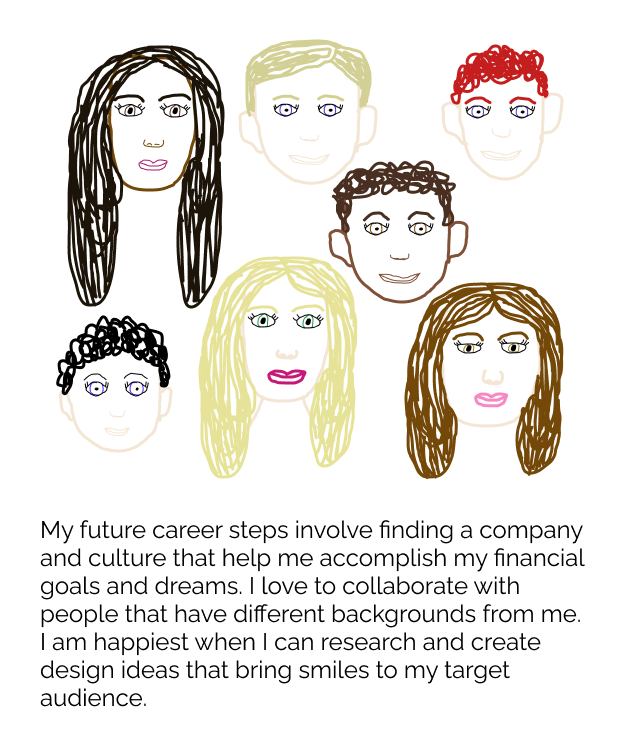 My future career steps involve finding a company
and culture that help me accomplish my financial
goals and dreams. I love to collaborate with
people that have different backgrounds from me.
I am happiest when I can research and create
design ideas that bring smiles to my target
audience.